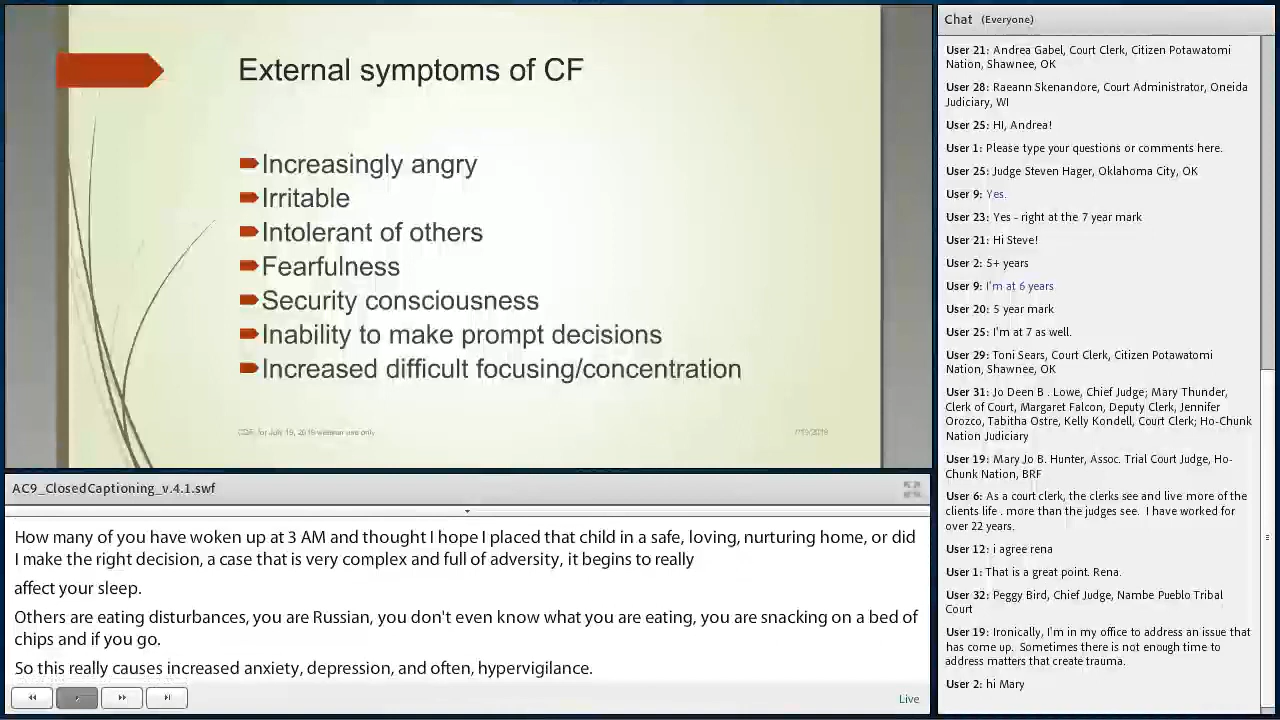 External symptoms of CF
Increasingly angry
Irritable
Intolerant of others
Fearfulness
Security consciousness
Inability to make prompt decisions
Increased difficult focusing/concentration
for July 19, 2019 webinar use only
7/19/2019
AC9_ClosedCaptioning_v.4.1.swf
How many of you have woken up at 3 AM and thought I hope I placed that child in a safe, loving, nurturing home, or did
I make the right decision, a case that is very complex and full of adversity, it begins to really
affect your sleep.
Others are eating disturbances, you are Russian, you don't even know what you are eating, you are snacking on a bed of
chips and if you go.
So this really causes increased anxiety, depression, and often, hypervigilance.
Live
Chat (Everyone)
User 21: Andrea Gabel, Court Clerk, Citizen Potawatomi
Nation, Shawnee, OK
User 28: Raeann Skenandore, Court Administrator, Oneida
Judiciary, WI
User 25: HI, Andrea!
User 1: Please type your questions or comments here.
User 25: Judge Steven Hager, Oklahoma City, OK
User 9: Yes.
User 23: Yes - right at the 7 year mark
User 21: Hi Steve!
User 2: 5+ years
User 9: I'm at 6 years
User 20: 5 year mark
User 25: I'm at 7 as well.
User 29: Toni Sears, Court Clerk, Citizen Potawatomi
Nation, Shawnee, OK
User 31: Jo Deen B . Lowe, Chief Judge; Mary Thunder,
Clerk of Court, Margaret Falcon, Deputy Clerk, Jennifer
Orozco, Tabitha Ostre, Kelly Kondell, Court Clerk; Ho-Chunk
Nation Judiciary
User 19: Mary Jo B. Hunter, Assoc. Trial Court Judge, Ho-
Chunk Nation, BRF
User 6: As a court clerk, the clerks see and live more of the
clients life . more than the judges see. I have worked for
over 22 years.
User 12: i agree rena
User 1: That is a great point. Rena.
User 32: Peggy Bird, Chief Judge, Nambe Pueblo Tribal
Court
User 19: Ironically, I'm in my office to address an issue that
has come up. Sometimes there is not enough time to
address matters that create trauma.
User 2: hi Mary